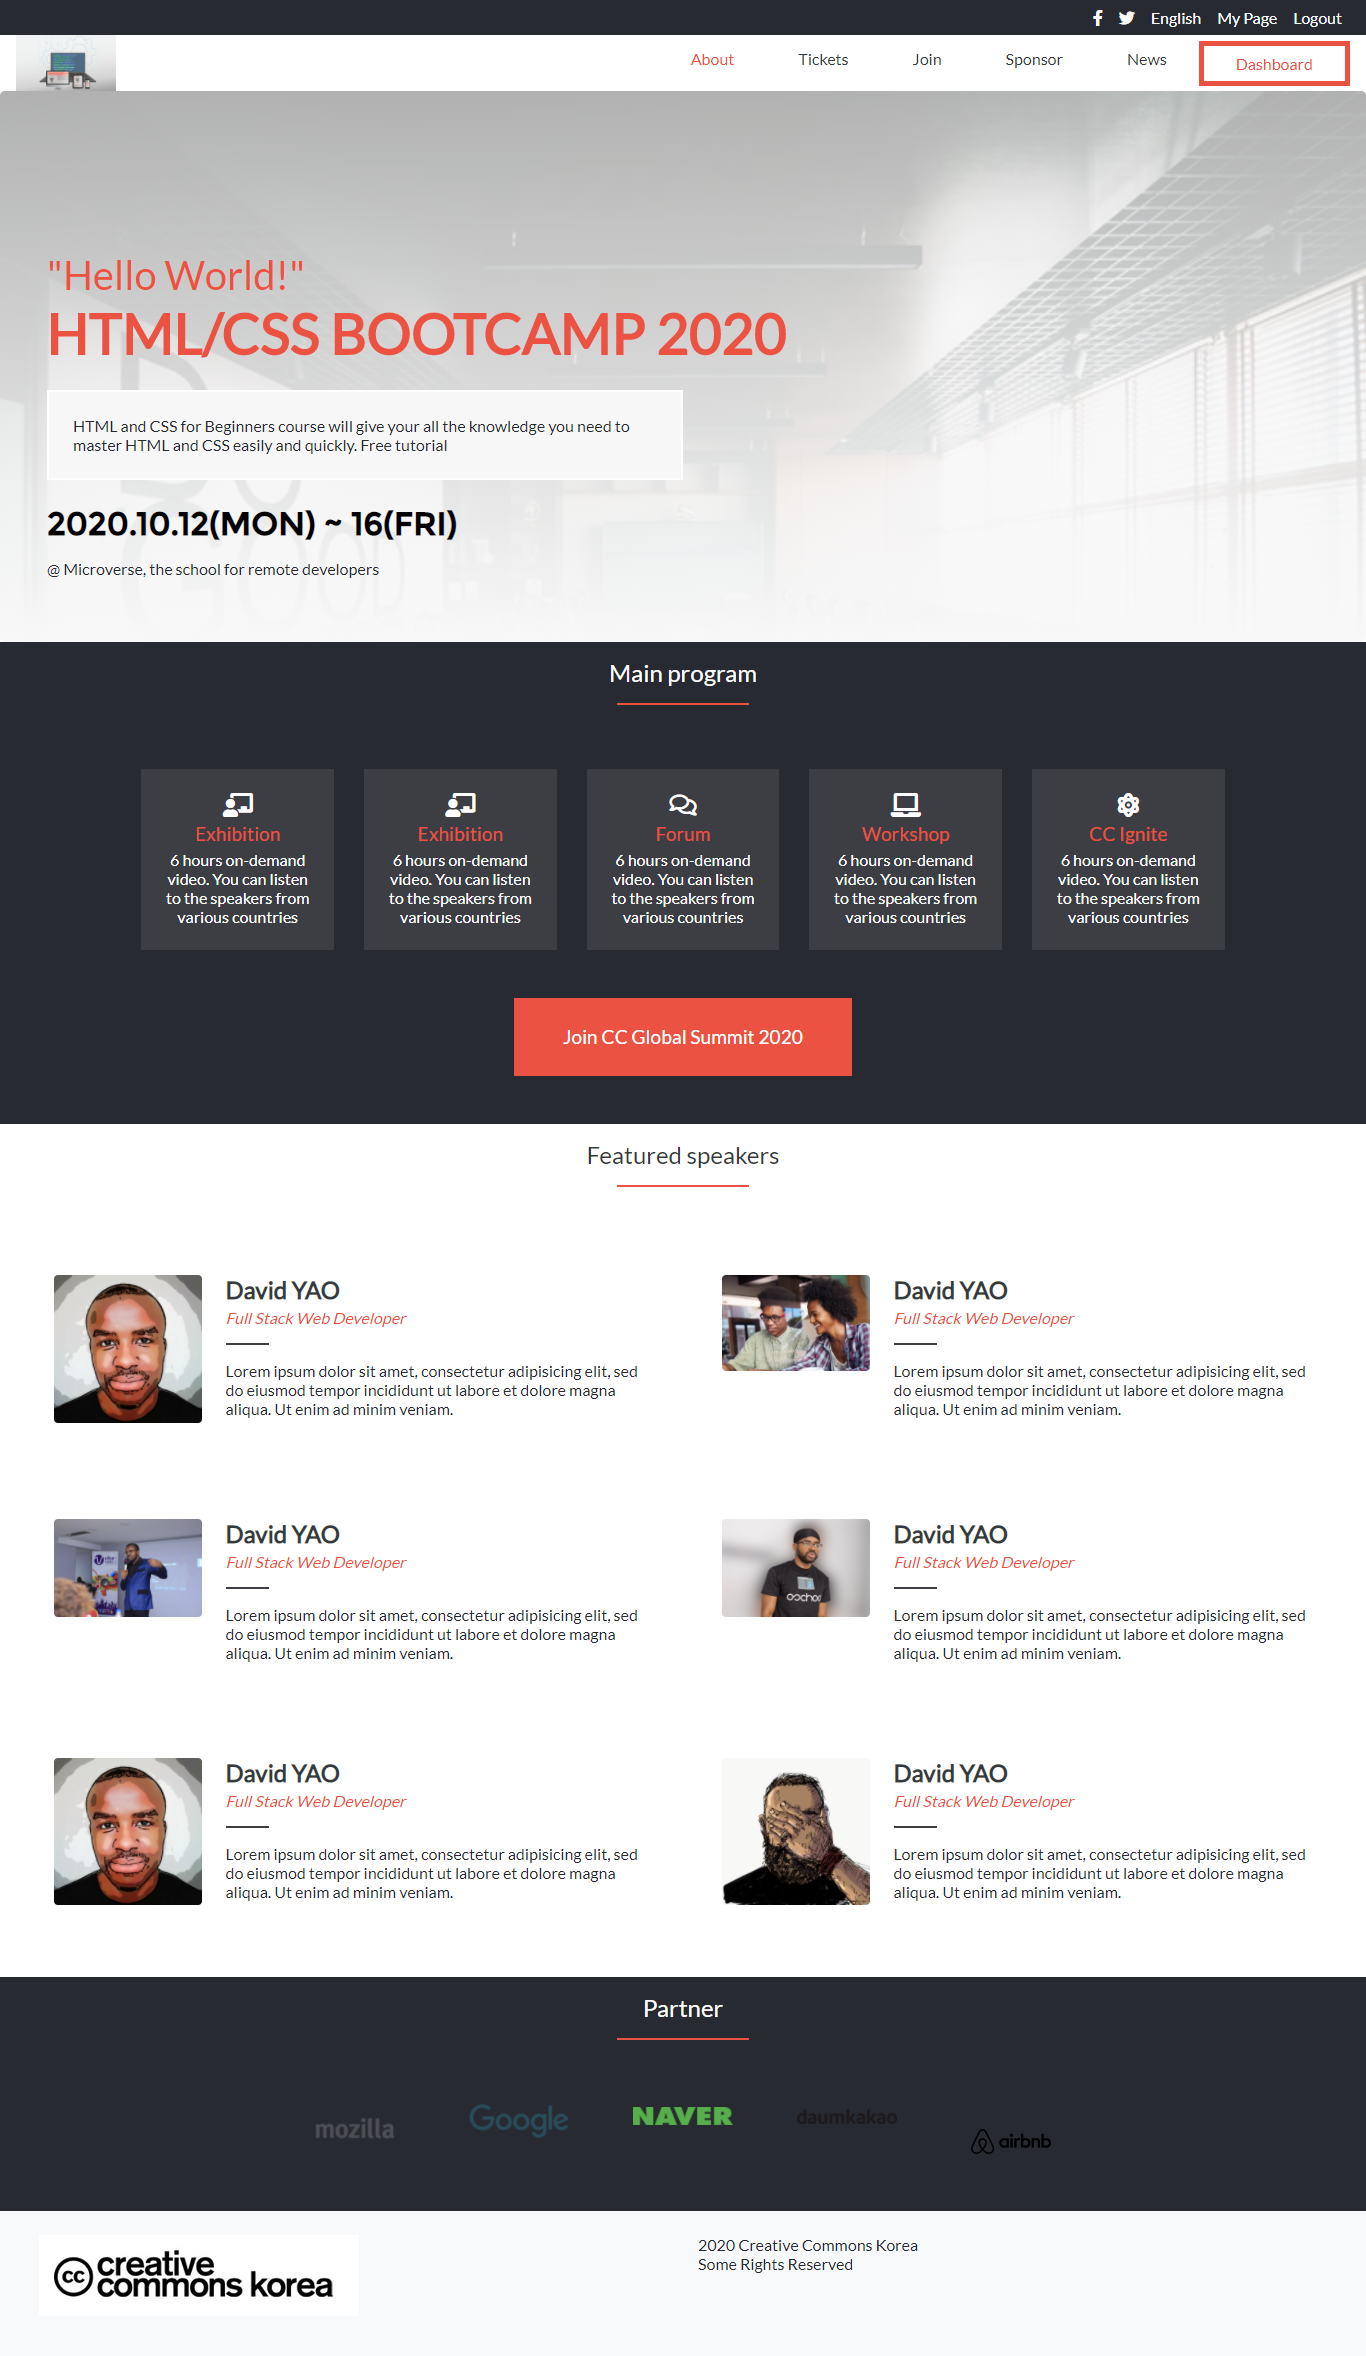 English My Page Logout
About Tickets Join Sponsor News Dashboard
"Hello World!"
HTML/CSS BOOTCAMP 2020
HTML and CSS for Beginners course will give your all the knowledge you need to
master HTML and CSS easily and quickly. Free tutorial
2020.10.12(MON) ~ 16(FRI)
@ Microverse, the school for remote developers
Main program
Exhibition
6 hours on-demand
video. You can listen
to the speakers from
various countries
Exhibition
6 hours on-demand
video. You can listen
to the speakers from
various countries
Forum
6 hours on-demand
video. You can listen
to the speakers from
various countries
Workshop
6 hours on-demand
video. You can listen
to the speakers from
various countries
CC Ignite
6 hours on-demand
video. You can listen
to the speakers from
various countries
Join CC Global Summit 2020
Featured speakers
David YAO
Full Stack Web Developer
Lorem ipsum dolor sit amet, consectetur adipisicing elit, sed
do eiusmod tempor incididunt ut labore et dolore magna
aliqua. Ut enim ad minim veniam.
David YAO
Full Stack Web Developer
Lorem ipsum dolor sit amet, consectetur adipisicing elit, sed
do eiusmod tempor incididunt ut labore et dolore magna
aliqua. Ut enim ad minim veniam.
David YAO
Full Stack Web Developer
Lorem ipsum dolor sit amet, consectetur adipisicing elit, sed
do eiusmod tempor incididunt ut labore et dolore magna
aliqua. Ut enim ad minim veniam.
David YAO
Full Stack Web Developer
Lorem ipsum dolor sit amet, consectetur adipisicing elit, sed
do eiusmod tempor incididunt ut labore et dolore magna
aliqua. Ut enim ad minim veniam.
David YAO
Full Stack Web Developer
Lorem ipsum dolor sit amet, consectetur adipisicing elit, sed
do eiusmod tempor incididunt ut labore et dolore magna
aliqua. Ut enim ad minim veniam.
David YAO
Full Stack Web Developer
Lorem ipsum dolor sit amet, consectetur adipisicing elit, sed
do eiusmod tempor incididunt ut labore et dolore magna
aliqua. Ut enim ad minim veniam.
Partner
mozilla
Google
NAVER
daumkakao
airbnb
cc creative
commons korea
2020 Creative Commons Korea
Some Rights Reserved